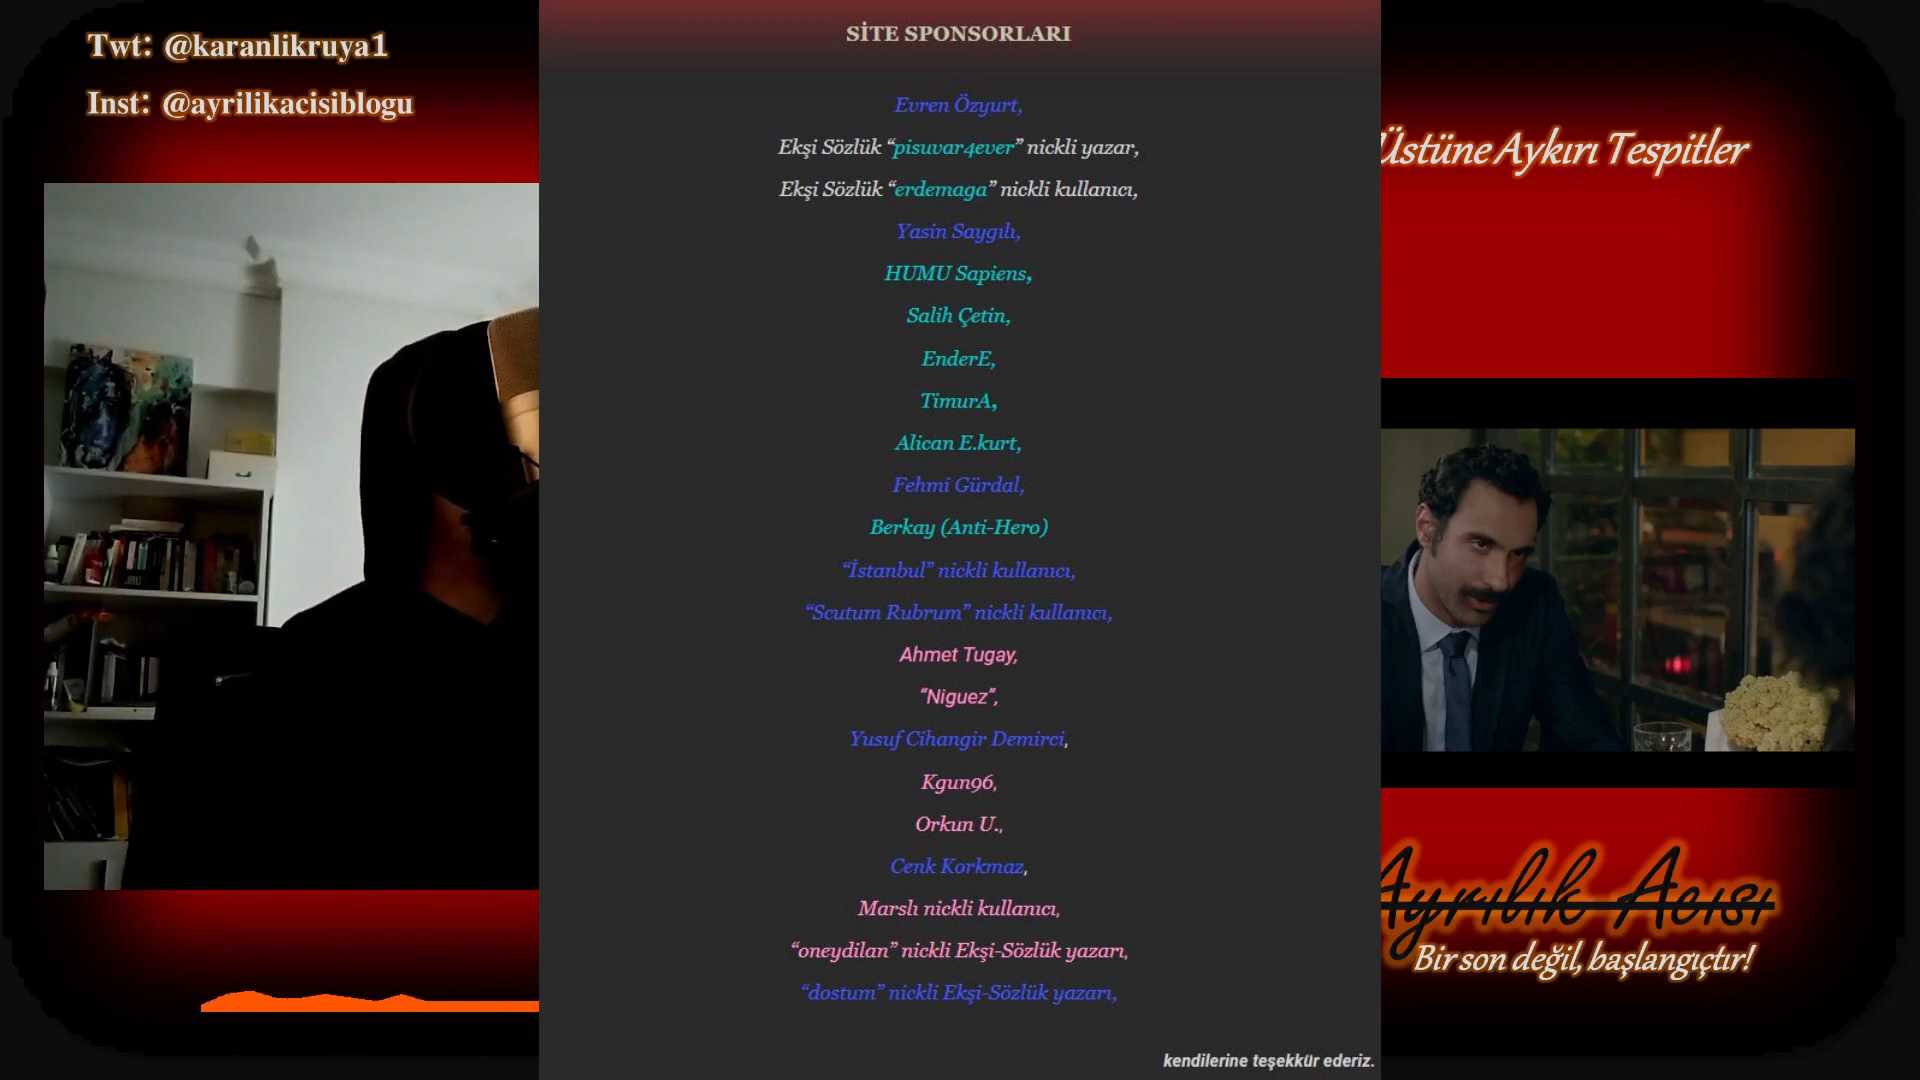 Twt: @karanlikruya1
Inst: @ayrilikacisiblogu
SİTE SPONSORLARI
Evren Özyurt,
Ekşi Sözlük “pisuvar4ever” nickli yazar,
Ekşi Sözlük “erdemaga” nickli kullanıcı,
Yasin Saygılı,
HUMU Sapiens,
Salih Çetin,
EnderE,
TimurA,
Alican E.kurt,
Fehmi Gürdal,
Berkay (Anti-Hero)
“İstanbul” nickli kullanıcı,
“Scutum Rubrum” nickli kullanıcı,
Ahmet Tugay,
“Niguez”,
Yusuf Cihangir Demirci,
Kgun96,
Orkun U.,
Cenk Korkmaz,
Marslı nickli kullanıcı,
“oneydilan” nickli Ekşi-Sözlük yazarı,
“dostum” nickli Ekşi-Sözlük yazarı,
kendilerine teşekkür ederiz.
Üstüne Aykırı Tespitler
Ayrılık Acısı
Bir son değil, başlangıçtır!